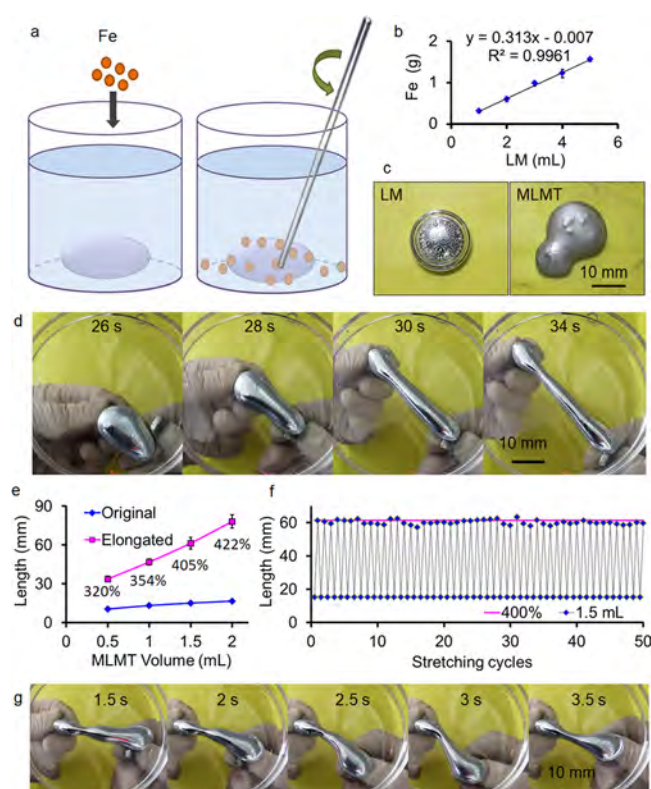 a
Fe
b
y = 0.313x - 0.007
R² = 0.9961
2
1
0
Fe (g)
0 2 4 6
LM (mL)
c
LM
MLMT
10 mm
d
26 s
28 s
30 s
34 s
10 mm
e
90
60
30
0
Length (mm)
Original
Elongated
320%
354%
405%
422%
0 0.5 1 1.5 2
MLMT Volume (mL)
f
60
40
20
0
Length (mm)
400%
1.5 mL
0 10 20 30 40 50
Stretching cycles
g
1.5 s
2 s
2.5 s
3 s
3.5 s
10 mm